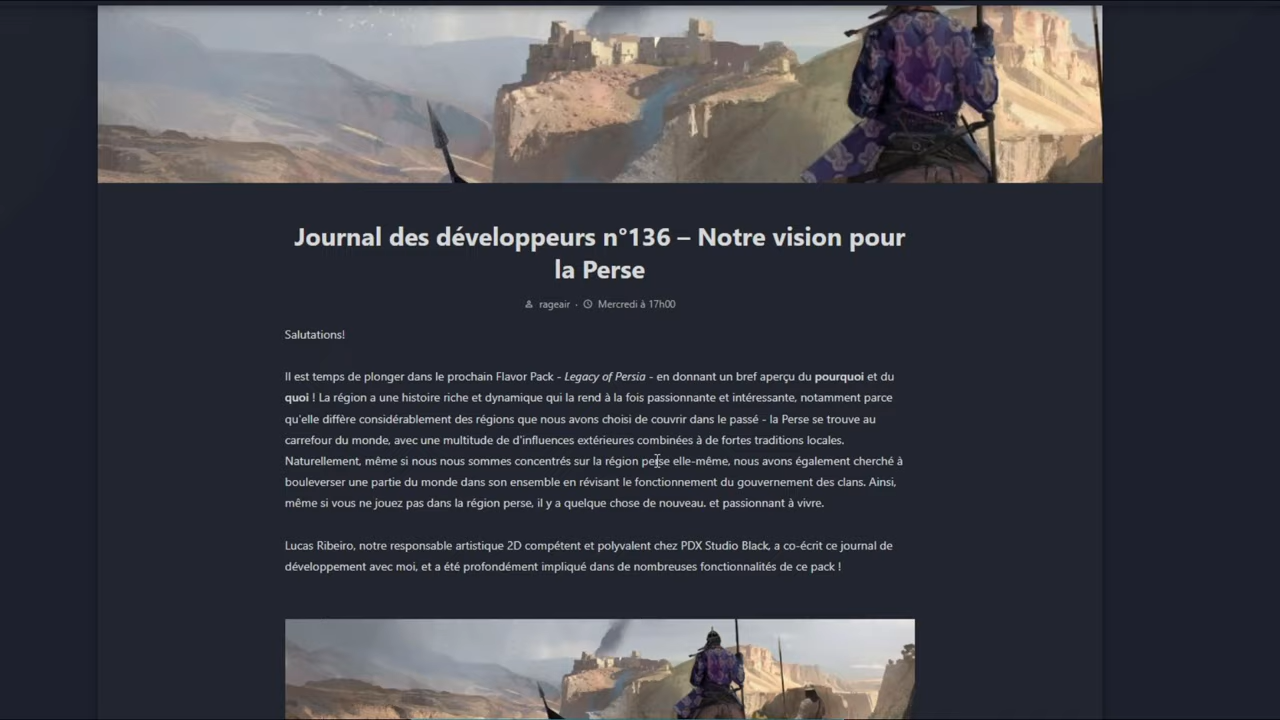 Journal des développeurs n°136 – Notre vision pour
la Perse
rageair · Mercredi à 17h00
Salutations!
Il est temps de plonger dans le prochain Flavor Pack - Legacy of Persia - en donnant un bref aperçu du pourquoi et du
quoi ! La région a une histoire riche et dynamique qui la rend à la fois passionnante et intéressante, notamment parce
qu'elle diffère considérablement des régions que nous avons choisi de couvrir dans le passé - la Perse se trouve au
carrefour du monde, avec une multitude de d'influences extérieures combinées à de fortes traditions locales.
Naturellement, même si nous nous sommes concentrés sur la région perse elle-même, nous avons également cherché à
bouleverser une partie du monde dans son ensemble en révisant le fonctionnement du gouvernement des clans. Ainsi,
même si vous ne jouez pas dans la région perse, il y a quelque chose de nouveau. et passionnant à vivre.
Lucas Ribeiro, notre responsable artistique 2D compétent et polyvalent chez PDX Studio Black, a co-écrit ce journal de
développement avec moi, et a été profondément impliqué dans de nombreuses fonctionnalités de ce pack !